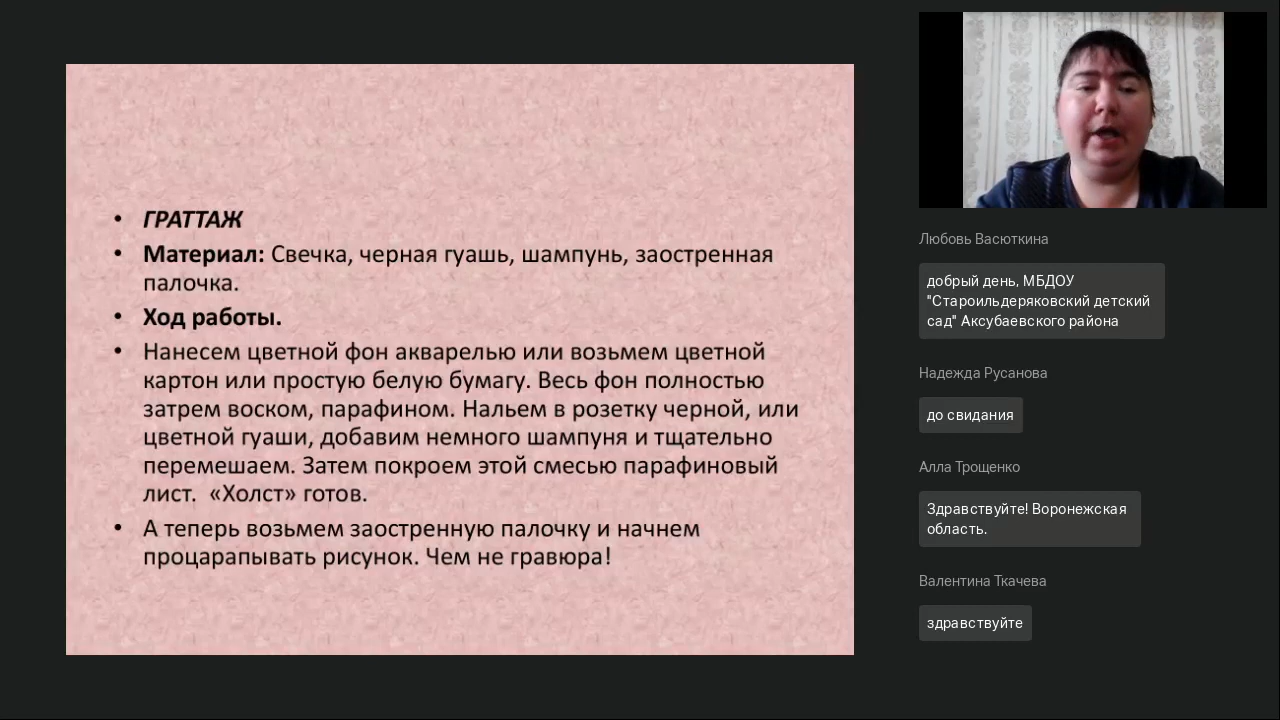 ГРАТТАЖ
Материал: Свечка, черная гуашь, шампунь, заостренная
палочка.
Ход работы.
Нанесем цветной фон акварелью или возьмем цветной
картон или простую белую бумагу. Весь фон полностью
затрем воском, парафином. Нальем в розетку черной, или
цветной гуаши, добавим немного шампуня и тщательно
перемешаем. Затем покроем этой смесью парафиновый
лист.  «Холст» готов.
А теперь возьмем заостренную палочку и начнем
процарапывать рисунок. Чем не гравюра!
Любовь Васюткина
добрый день, МБДОУ
"Староильдеряковский детский
сад" Аксубаевского района
Надежда Русанова
до свидания
Алла Трощенко
Здравствуйте! Воронежская
область.
Валентина Ткачева
здравствуйте